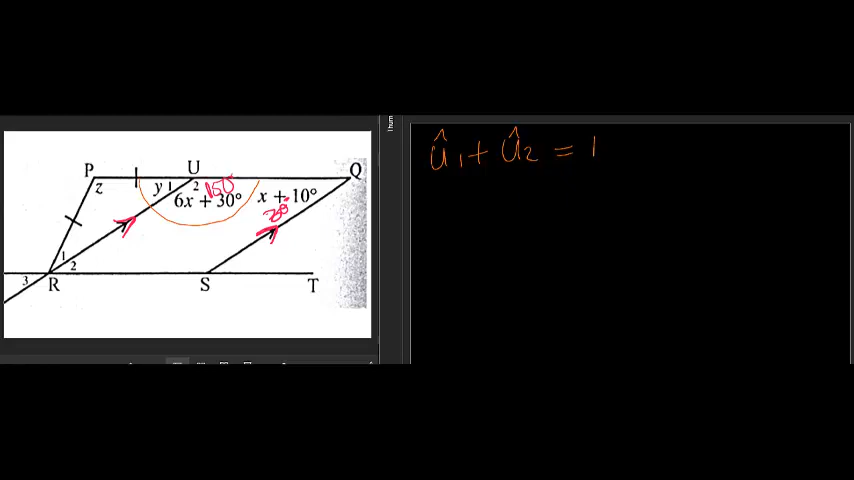 P
U
Q
z
y
1
2
150
6x + 30°
x + 10°
1
2
3
R
S
T
Û₁ + Û₂ = 1